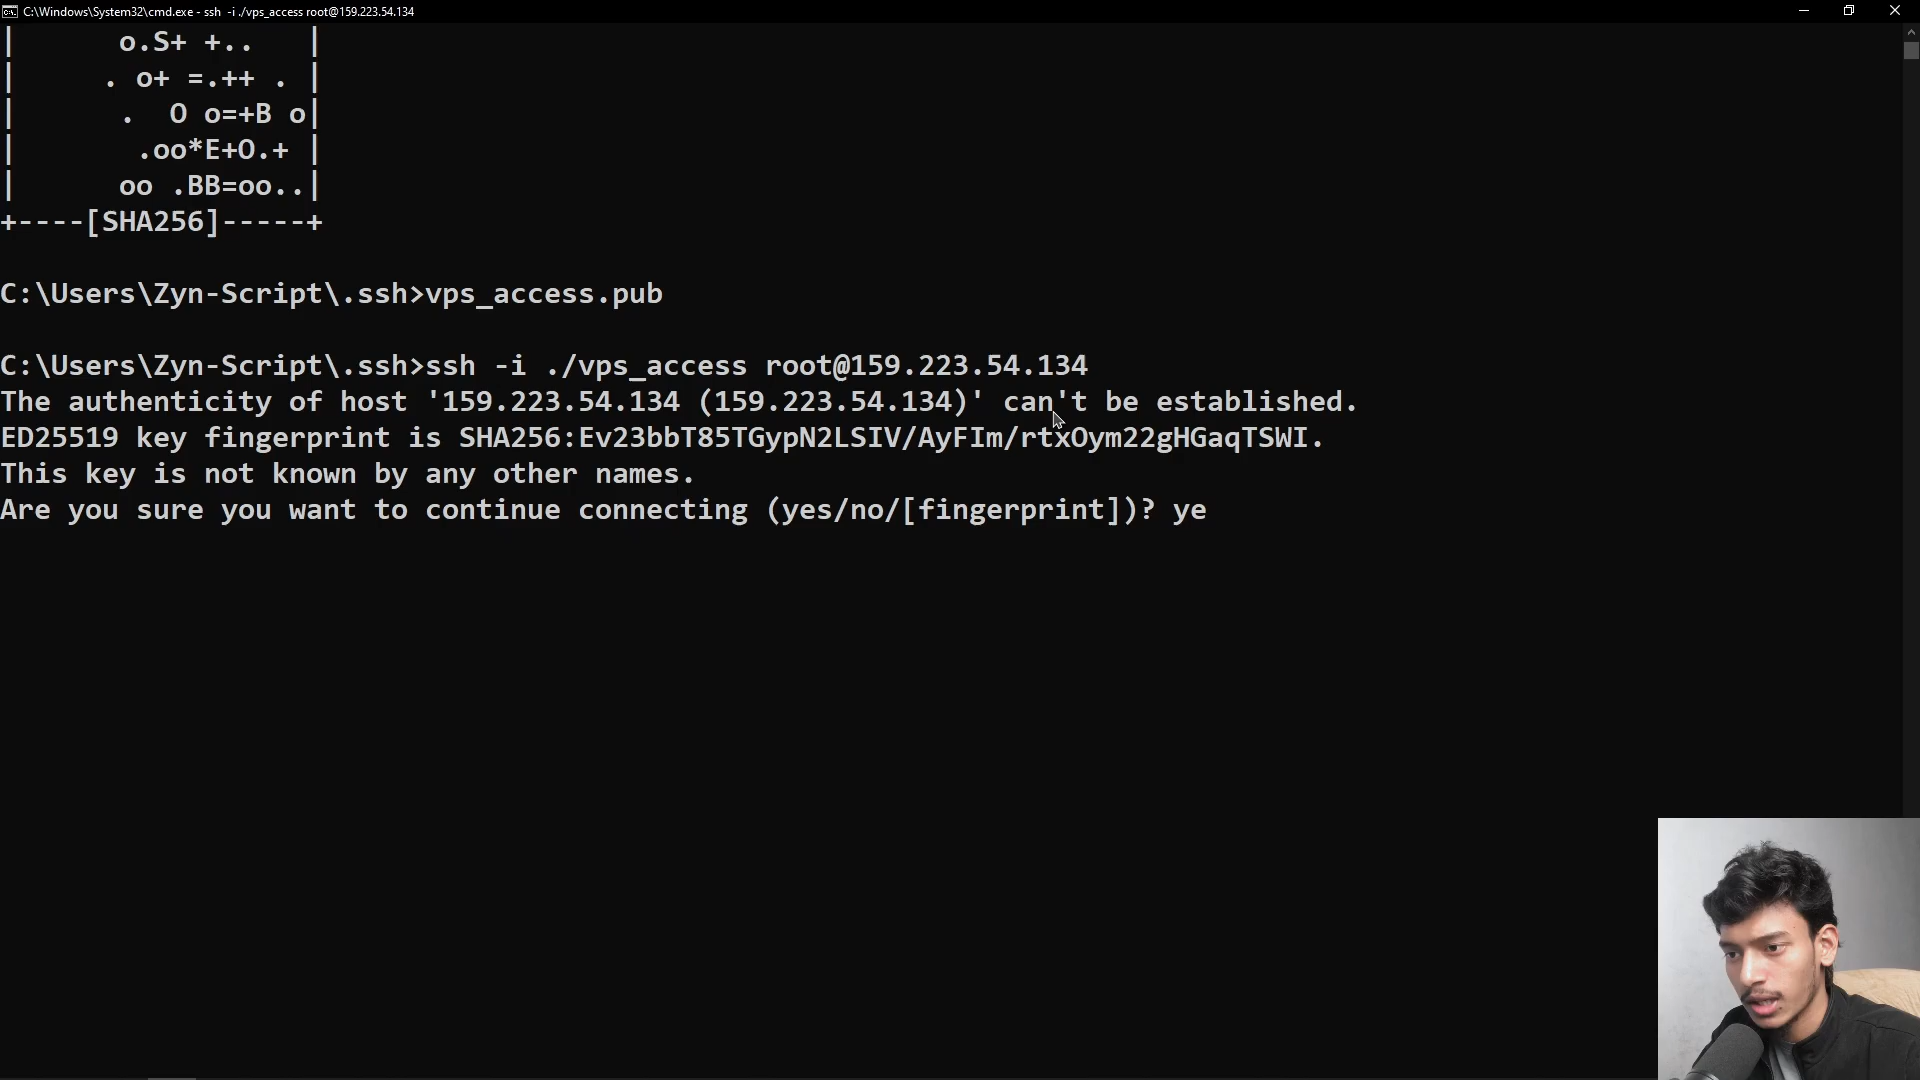 C:\Windows\System32\cmd.exe - ssh -i ./vps_access root@159.223.54.134
|      o.S+ +..   |
|     . o+ =.++ . |
|      .  O o=+B o|
|       .oo*E+O.+ |
|      oo .BB=oo..|
+----[SHA256]-----+
C:\Users\Zyn-Script\.ssh>vps_access.pub
C:\Users\Zyn-Script\.ssh>ssh -i ./vps_access root@159.223.54.134
The authenticity of host '159.223.54.134 (159.223.54.134)' can't be established.
ED25519 key fingerprint is SHA256:Ev23bbT85TGypN2LSIV/AyFIm/rtxOym22gHGaqTSWI.
This key is not known by any other names.
Are you sure you want to continue connecting (yes/no/[fingerprint])? ye